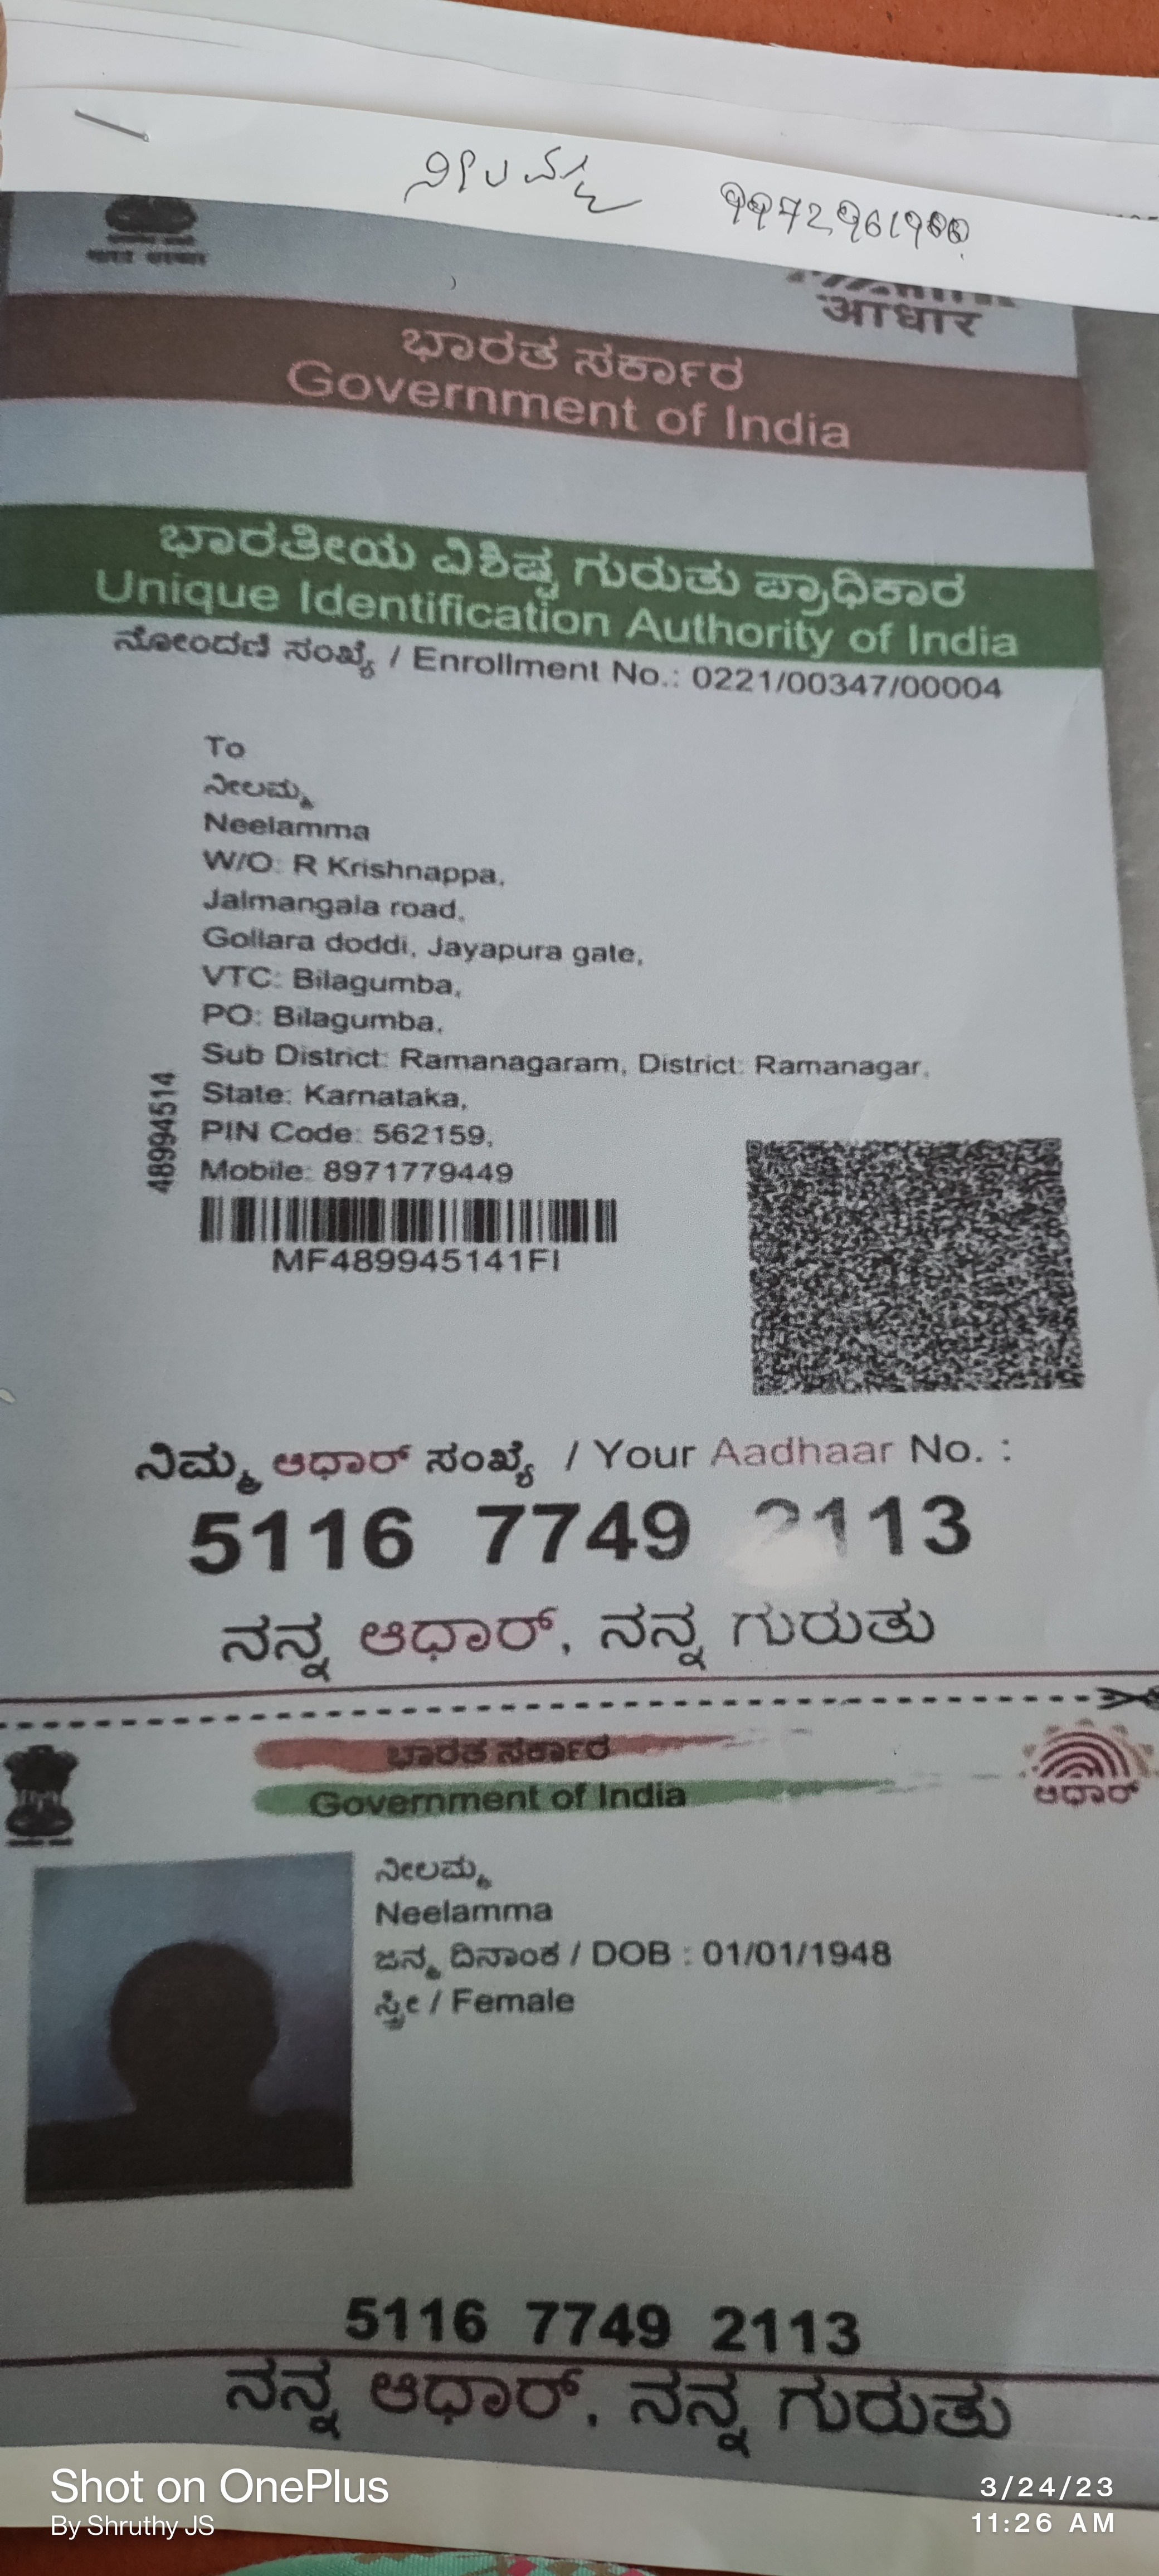 ನೀಲಮ್ಮ
भारत सरकार
आधार
ಭಾರತ ಸರ್ಕಾರ
Government of India
ಭಾರತೀಯ ವಿಶಿಷ್ಟ ಗುರುತು ಪ್ರಾಧಿಕಾರ
Unique Identification Authority of India
ನೋಂದಣಿ ಸಂಖ್ಯೆ / Enrollment No.: 0221/00347/00004
To
ನೀಲಮ್ಮ
Neelamma
W/O: R Krishnappa,
Jalmangala road,
Gollara doddi, Jayapura gate,
VTC: Bilagumba,
PO: Bilagumba,
Sub District: Ramanagaram, District: Ramanagar,
State: Karnataka,
PIN Code: 562159,
Mobile: 8971779449
48994514
MF489945141FI
ನಿಮ್ಮ ಆಧಾರ್ ಸಂಖ್ಯೆ / Your Aadhaar No. :
5116 7749 2113
ನನ್ನ ಆಧಾರ್, ನನ್ನ ಗುರುತು
ಭಾರತ ಸರ್ಕಾರ
Government of India
ಆಧಾರ್
ನೀಲಮ್ಮ
Neelamma
ಜನ್ಮ ದಿನಾಂಕ / DOB : 01/01/1948
ಸ್ತ್ರೀ / Female
5116 7749 2113
ನನ್ನ ಆಧಾರ್, ನನ್ನ ಗುರುತು
Shot on OnePlus
By Shruthy JS
3/24/23
11:26 AM